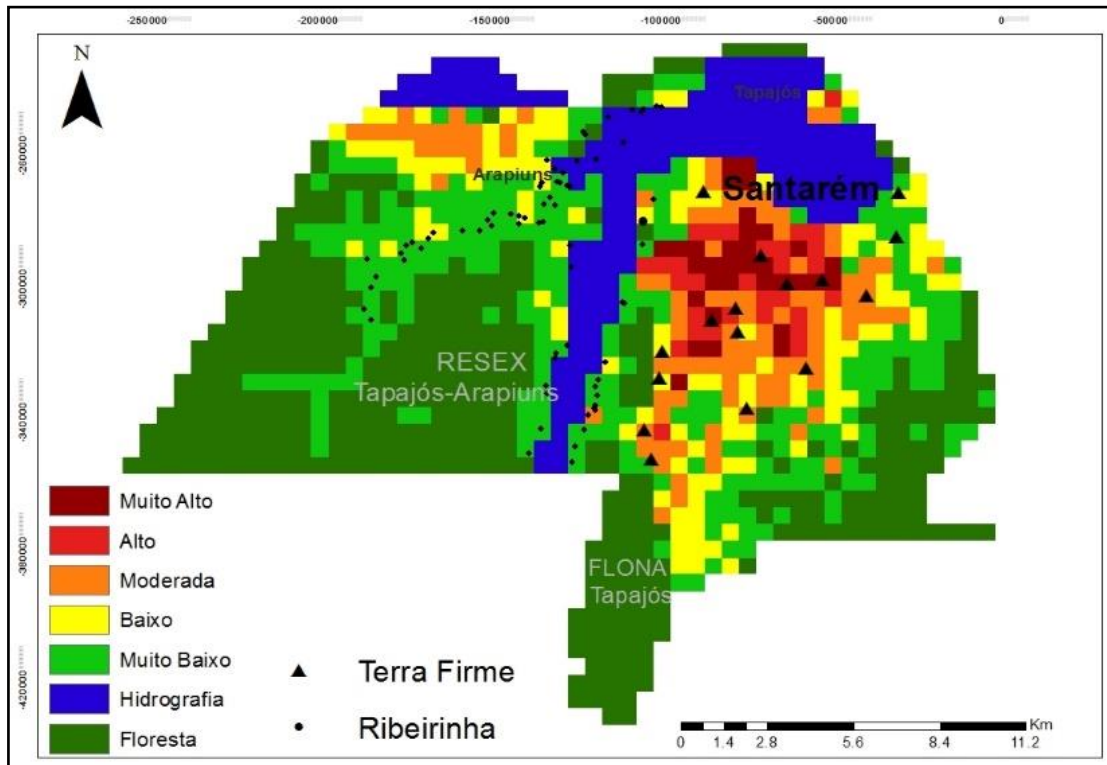 -250000 -200000 -150000 -100000 -50000 0
N
Tapajós
-260000
Arapiuns
Santarém
-300000
RESEX
Tapajós-Arapiuns
-340000
Muito Alto
Alto
-380000
Moderada
FLONA
Tapajós
Baixo
Muito Baixo
Terra Firme
-420000
Hidrografia
Ribeirinha
Floresta
Km
0 1.4 2.8 5.6 8.4 11.2